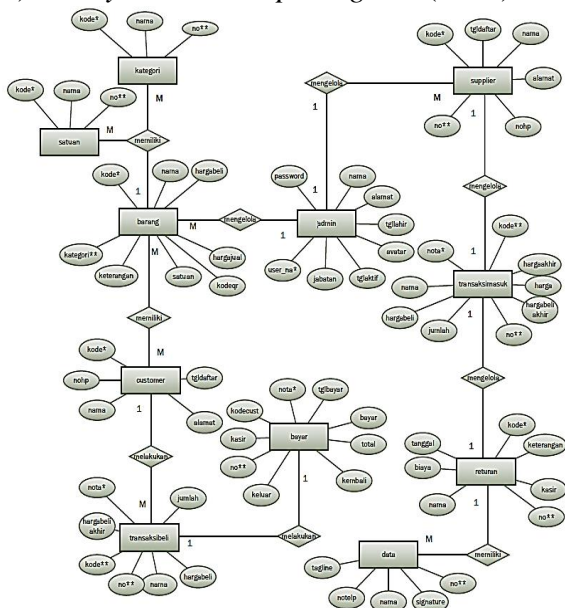 kode*
nama
no**
kategori
M
kode*
nama
no**
satuan
M
memiliki
1
kode*
nama
hargabeli
barang
M
mengelola
1
M
kategori**
keterangan
satuan
kodeqr
hargajual
memiliki
M
kode*
nohp
customer
tgldaftar
nama
alamat
1
melakukan
M
nota*
jumlah
hargabeli
akhir
transaksibeli
1
kode**
no**
nama
hargabeli
melakukan
1
nota*
tglbayar
kodecust
bayar
kasir
bayar
total
no**
keluar
kembali
mengelola
1
M
1
password
nama
alamat
admin
tgllahir
avatar
user_na*
jabatan
tglaktif
kode*
tgldaftar
nama
supplier
alamat
no**
1
nohp
mengelola
1
nota*
kode**
hargaakhir
nama
transaksimasuk
harga
hargabeli
akhir
hargabeli
jumlah
1
no**
mengelola
1
kode*
tanggal
keterangan
biaya
returan
kasir
nama
1
no**
memiliki
M
data
tagline
no**
notelp
nama
signature